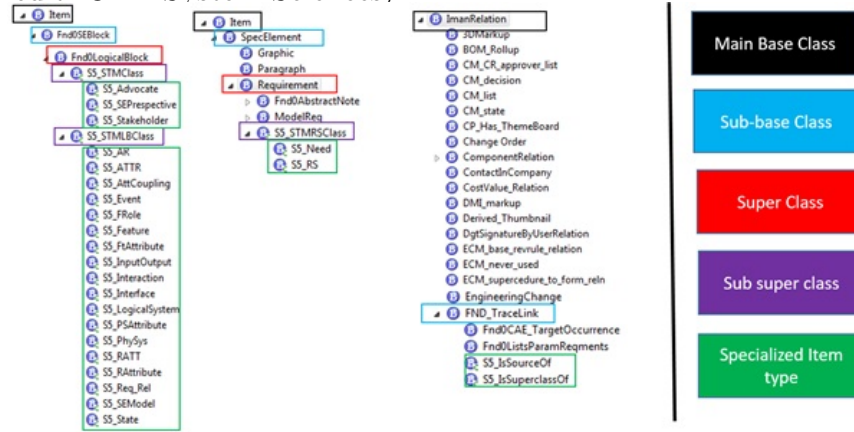 Item
Fnd0SEBlock
Fnd0LogicalBlock
S5_STMClass
S5_Advocate
S5_SEPrespective
S5_Stakeholder
S5_STMLBClass
S5_AR
S5_ATTR
S5_AttCoupling
S5_Event
S5_FRole
S5_Feature
S5_FtAttribute
S5_InputOutput
S5_Interaction
S5_Interface
S5_LogicalSystem
S5_PSAttribute
S5_PhySys
S5_RATT
S5_RAttribute
S5_Req_Rel
S5_SEModel
S5_State
Item
SpecElement
Graphic
Paragraph
Requirement
Fnd0AbstractNote
ModelReq
S5_STMRSClass
S5_Need
S5_RS
ImanRelation
3DMarkup
BOM_Rollup
CM_CR_approver_list
CM_decision
CM_list
CM_state
CP_Has_ThemeBoard
Change Order
ComponentRelation
ContactInCompany
CostValue_Relation
DMI_markup
Derived_Thumbnail
DgtSignatureByUserRelation
ECM_base_revrule_relation
ECM_never_used
ECM_supercedure_to_form_reln
EngineeringChange
FND_TraceLink
Fnd0CAE_TargetOccurrence
Fnd0ListsParamReqments
S5_IsSourceOf
S5_IsSuperclassOf
Main Base Class
Sub-base Class
Super Class
Sub super class
Specialized Item
type